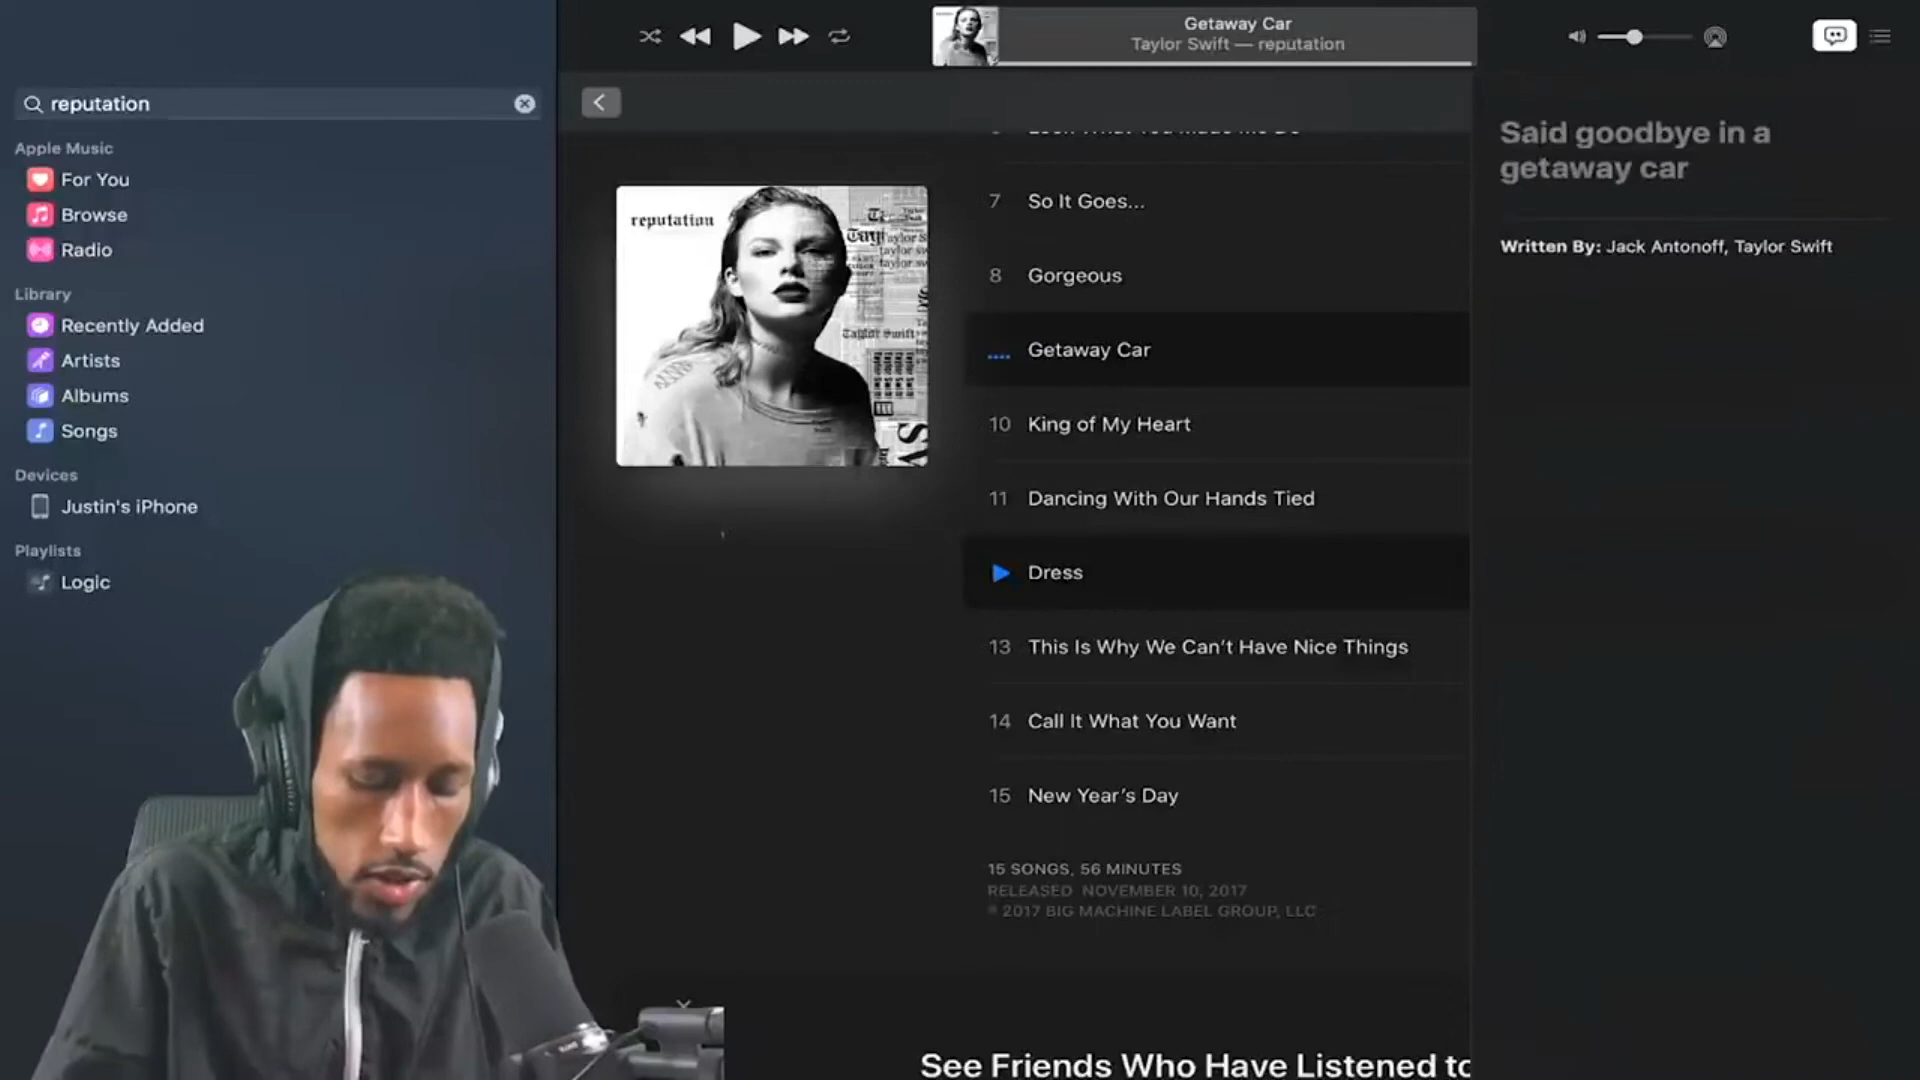 Getaway Car
Taylor Swift — reputation
reputation
Apple Music
For You
Browse
Radio
Library
Recently Added
Artists
Albums
Songs
Devices
Justin's iPhone
Playlists
Logic
reputation
Taylor Swift
7 So It Goes...
8 Gorgeous
Getaway Car
10 King of My Heart
11 Dancing With Our Hands Tied
Dress
13 This Is Why We Can't Have Nice Things
14 Call It What You Want
15 New Year's Day
15 SONGS, 56 MINUTES
RELEASED NOVEMBER 10, 2017
℗ 2017 BIG MACHINE LABEL GROUP, LLC
See Friends Who Have Listened to
Said goodbye in a
getaway car
Written By: Jack Antonoff, Taylor Swift